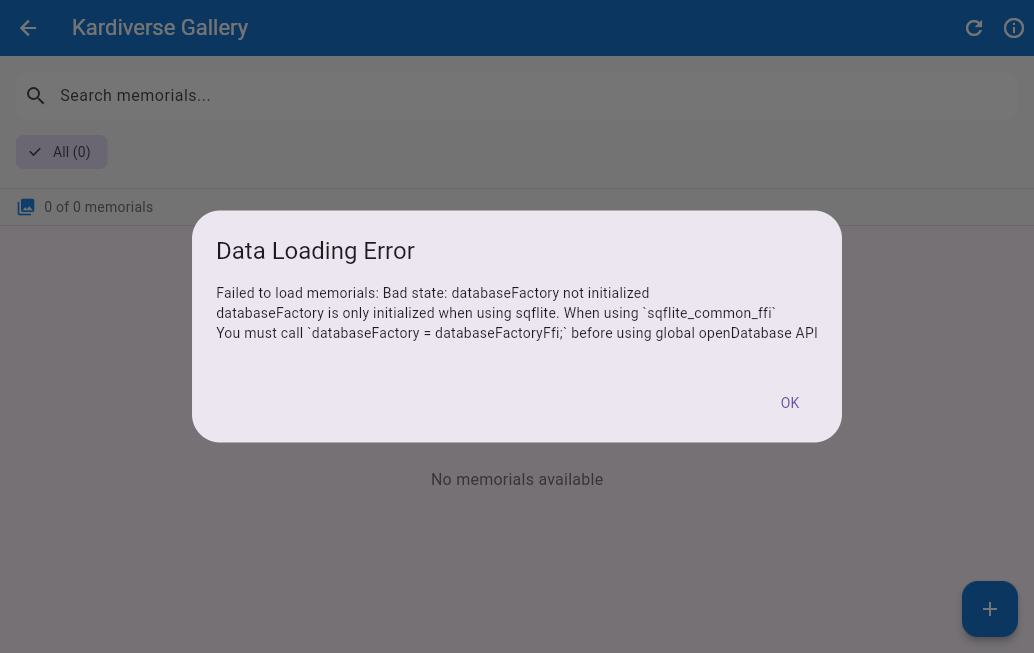 Kardiverse Gallery
Search memorials...
All (0)
0 of 0 memorials
Data Loading Error
Failed to load memorials: Bad state: databaseFactory not initialized
databaseFactory is only initialized when using sqflite. When using `sqflite_common_ffi`
You must call `databaseFactory = databaseFactoryFfi;` before using global openDatabase API
OK
No memorials available